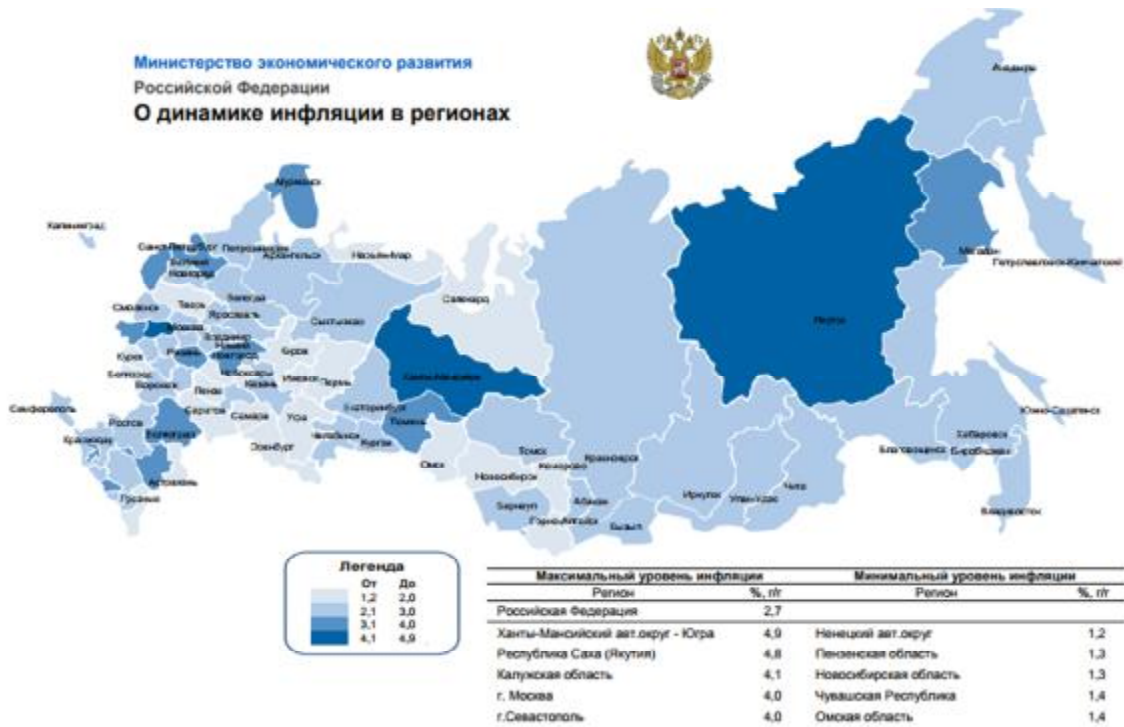 Министерство экономического развития
Российской Федерации
О динамике инфляции в регионах
Анадырь
Мурманск
Калининград
Санкт-Петербург
Петрозаводск
Великий
Новгород
Архангельск
Нарьян-Мар
Магадан
Петропавловск-Камчатский
Салехард
Смоленск
Тверь
Вологда
Ярославль
Сыктывкар
Якутск
Москва
Владимир
Курск
Рязань
Нижний
Новгород
Киров
Ханты-Мансийск
Белгород
Воронеж
Чебоксары
Казань
Ижевск
Пермь
Пенза
Симферополь
Ростов
Саратов
Самара
Уфа
Екатеринбург
Тюмень
Южно-Сахалинск
Краснодар
Волгоград
Оренбург
Челябинск
Курган
Омск
Томск
Хабаровск
Благовещенск
Биробиджан
Астрахань
Новосибирск
Кемерово
Красноярск
Грозный
Барнаул
Абакан
Иркутск
Улан-Удэ
Чита
Горно-Алтайск
Кызыл
Владивосток
Легенда
От До
1,2 2,0
2,1 3,0
3,1 4,0
4,1 4,9
Максимальный уровень инфляции Минимальный уровень инфляции
Регион %, г/г Регион %, г/г
Российская Федерация 2,7
Ханты-Мансийский авт.округ - Югра 4,9 Ненецкий авт.округ 1,2
Республика Саха (Якутия) 4,8 Пензенская область 1,3
Калужская область 4,1 Новосибирская область 1,3
г. Москва 4,0 Чувашская Республика 1,4
г.Севастополь 4,0 Омская область 1,4